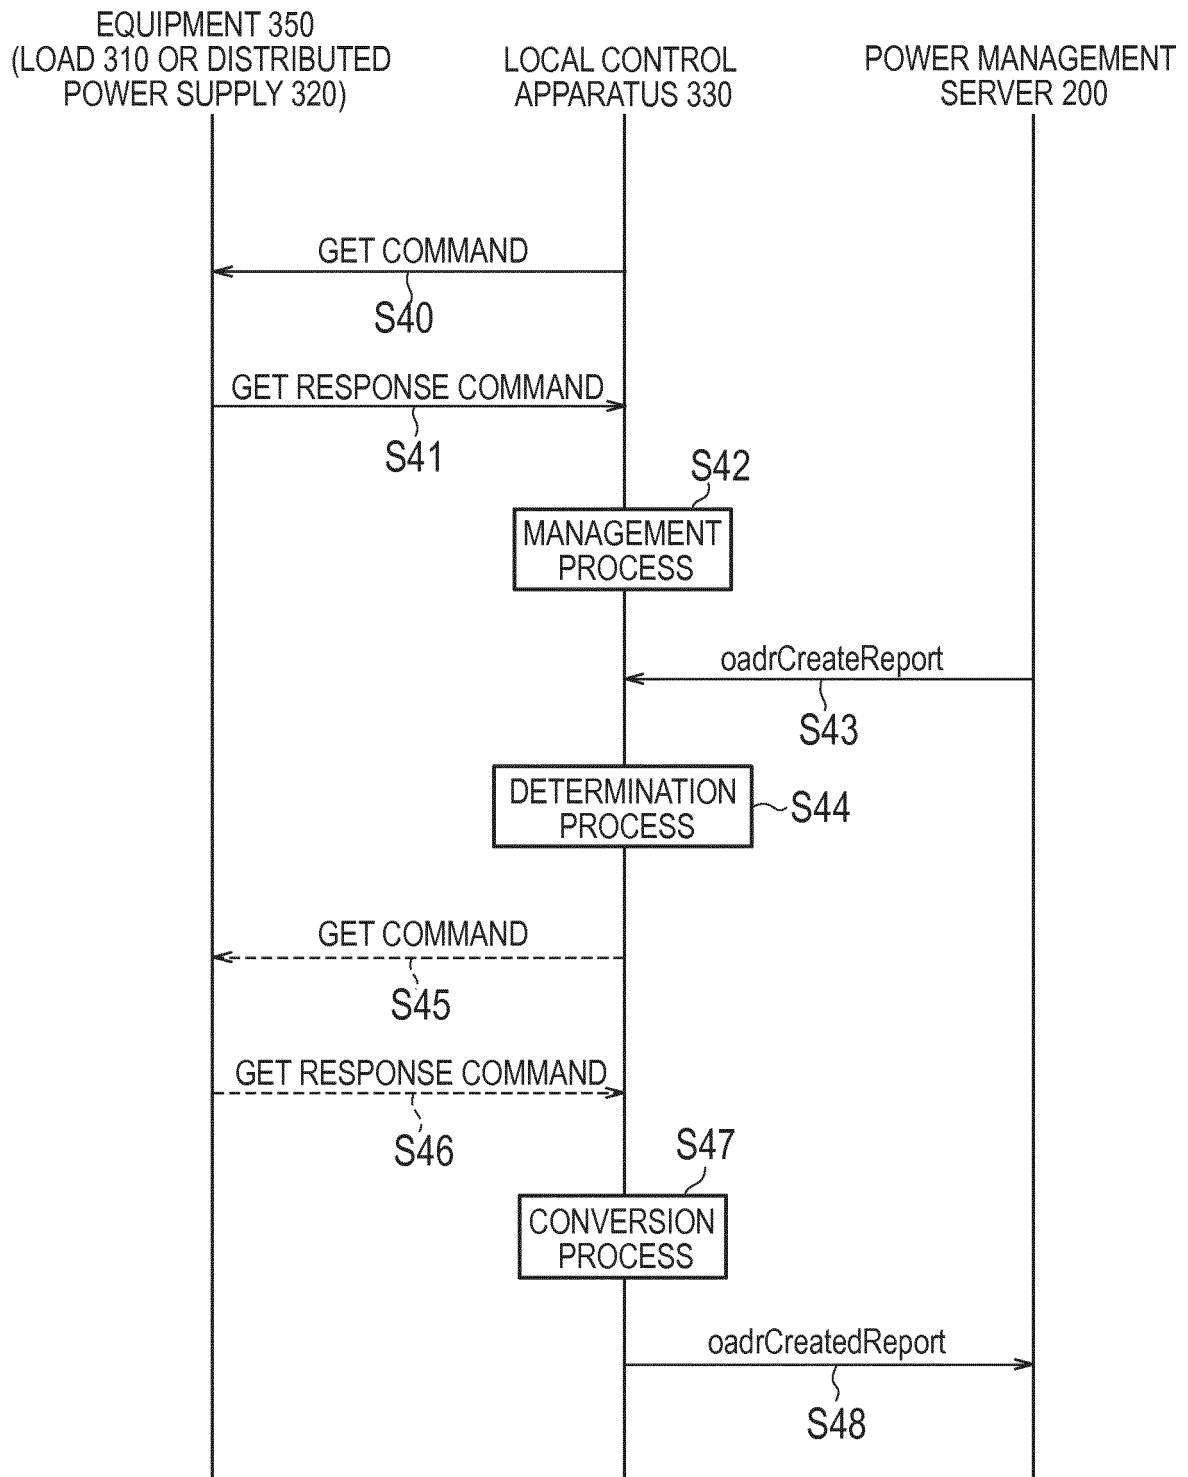 EQUIPMENT 350
(LOAD 310 OR DISTRIBUTED
POWER SUPPLY 320)
LOCAL CONTROL
APPARATUS 330
POWER MANAGEMENT
SERVER 200
GET COMMAND
S40
GET RESPONSE COMMAND
S41
S42
MANAGEMENT
PROCESS
oadrCreateReport
S43
DETERMINATION
PROCESS
S44
GET COMMAND
S45
GET RESPONSE COMMAND
S46
S47
CONVERSION
PROCESS
oadrCreatedReport
S48